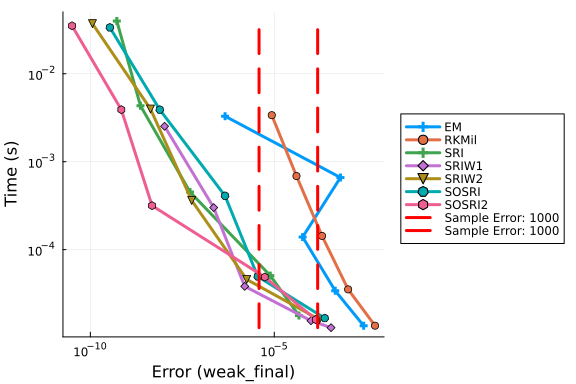 10⁻²
10⁻³
10⁻⁴
Time (s)
10⁻¹⁰
10⁻⁵
Error (weak_final)
EM
RKMil
SRI
SRIW1
SRIW2
SOSRI
SOSRI2
Sample Error: 1000
Sample Error: 1000